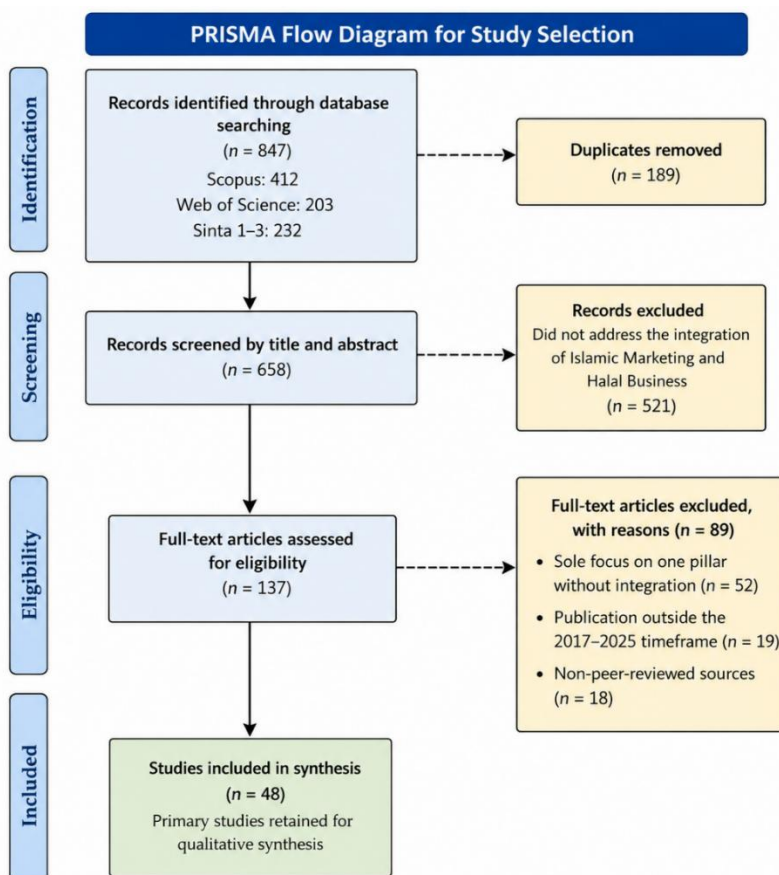 PRISMA Flow Diagram for Study Selection
Identification
Records identified through database
searching
(n = 847)
Scopus: 412
Web of Science: 203
Sinta 1–3: 232
Duplicates removed
(n = 189)
Screening
Records screened by title and abstract
(n = 658)
Records excluded
Did not address the integration
of Islamic Marketing and
Halal Business
(n = 521)
Eligibility
Full-text articles assessed
for eligibility
(n = 137)
Full-text articles excluded,
with reasons (n = 89)
• Sole focus on one pillar
without integration (n = 52)
• Publication outside the
2017–2025 timeframe (n = 19)
• Non-peer-reviewed sources
(n = 18)
Included
Studies included in synthesis
(n = 48)
Primary studies retained for
qualitative synthesis